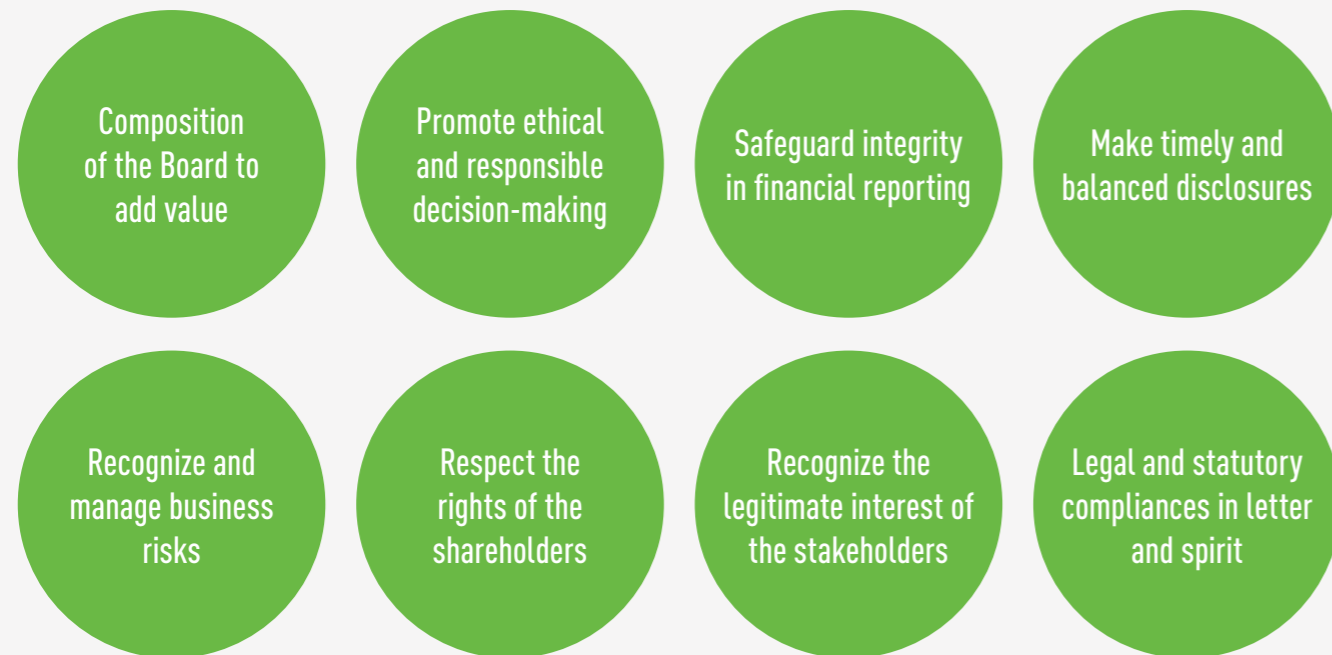 Composition
of the Board to
add value
Promote ethical
and responsible
decision-making
Safeguard integrity
in financial reporting
Make timely and
balanced disclosures
Recognize and
manage business
risks
Respect the
rights of the
shareholders
Recognize the
legitimate interest of
the stakeholders
Legal and statutory
compliances in letter
and spirit